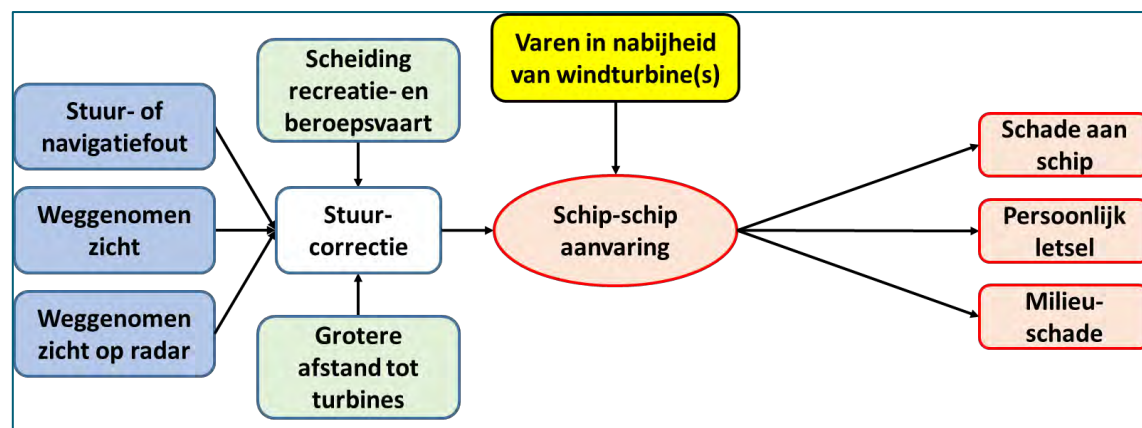 Stuur- of
navigatiefout
Weggenomen
zicht
Weggenomen
zicht op radar
Scheiding
recreatie- en
beroepsvaart
Stuur-
correctie
Grotere
afstand tot
turbines
Varen in nabijheid
van windturbine(s)
Schip-schip
aanvaring
Schade aan
schip
Persoonlijk
letsel
Milieu-
schade